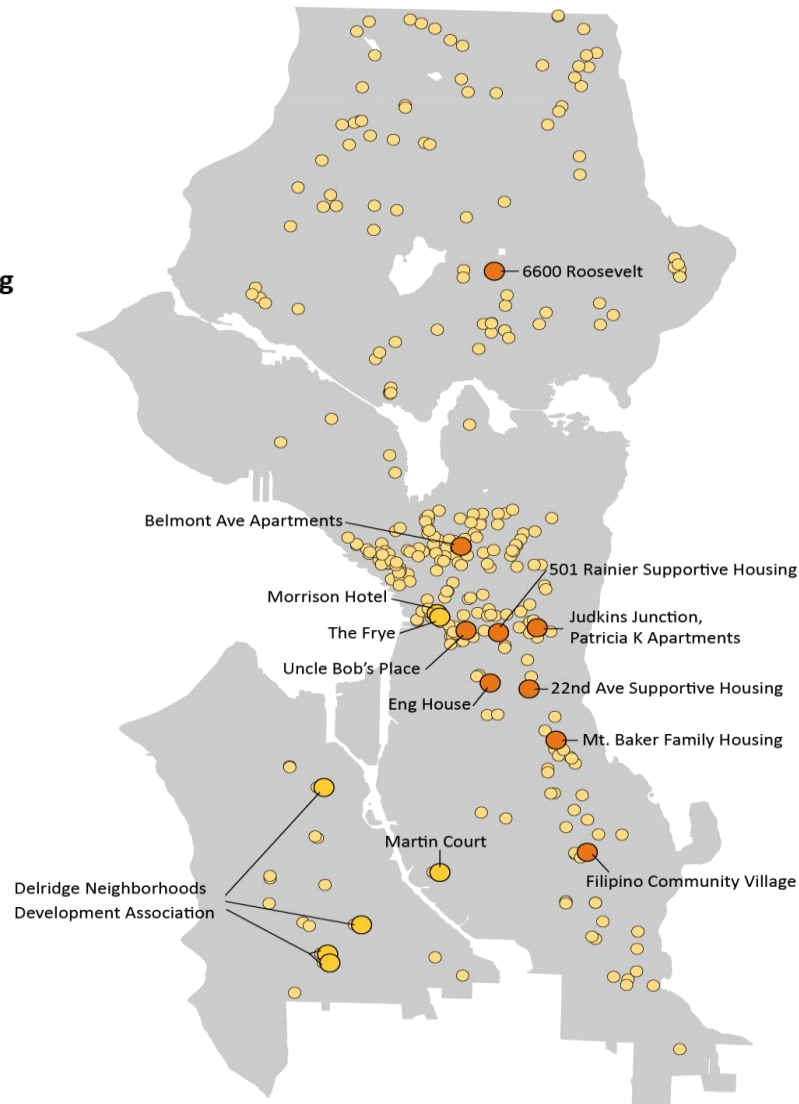 g
6600 Roosevelt
Belmont Ave Apartments
501 Rainier Supportive Housing
Morrison Hotel
Judkins Junction,
Patricia K Apartments
The Frye
Uncle Bob's Place
22nd Ave Supportive Housing
Eng House
Mt. Baker Family Housing
Martin Court
Filipino Community Village
Delridge Neighborhoods
Development Association